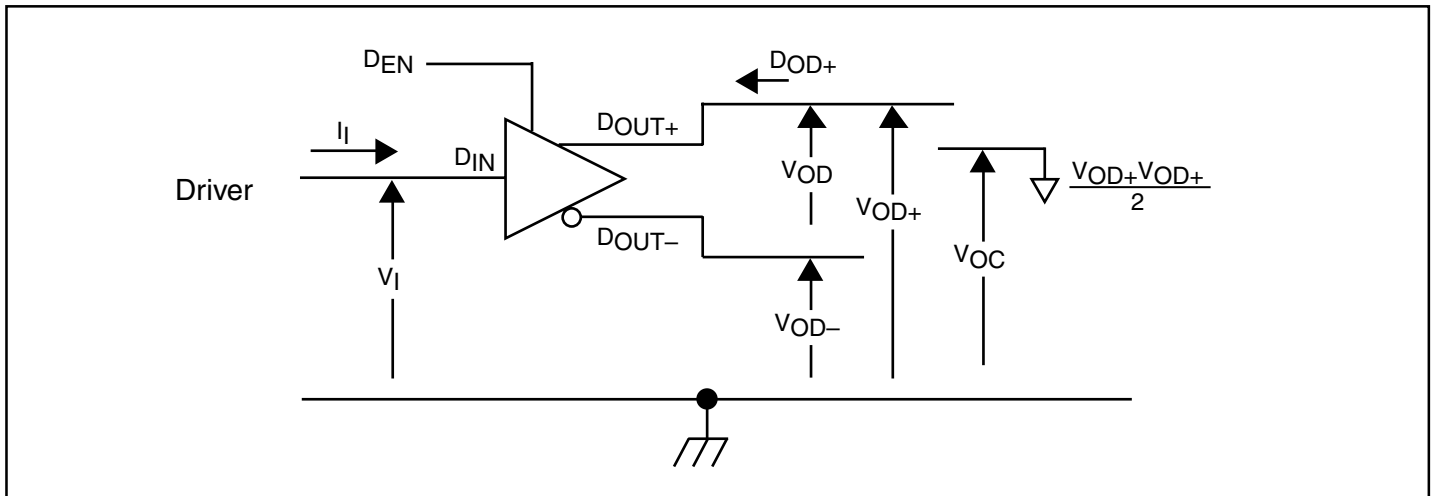 DEN
DOD+
II
DOUT+
DIN
Driver
VOD
VOD+
VOD+VOD+
2
DOUT–
VI
VOC
VOD–